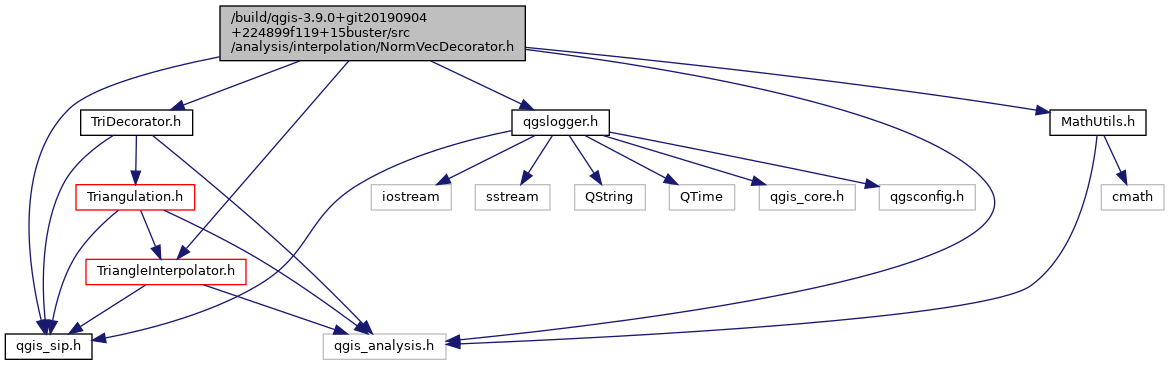 /build/qgis-3.9.0+git20190904
+224899f119+15buster/src
/analysis/interpolation/NormVecDecorator.h
TriDecorator.h
qgslogger.h
MathUtils.h
Triangulation.h
iostream
sstream
QString
QTime
qgis_core.h
qgsconfig.h
cmath
TriangleInterpolator.h
qgis_sip.h
qgis_analysis.h